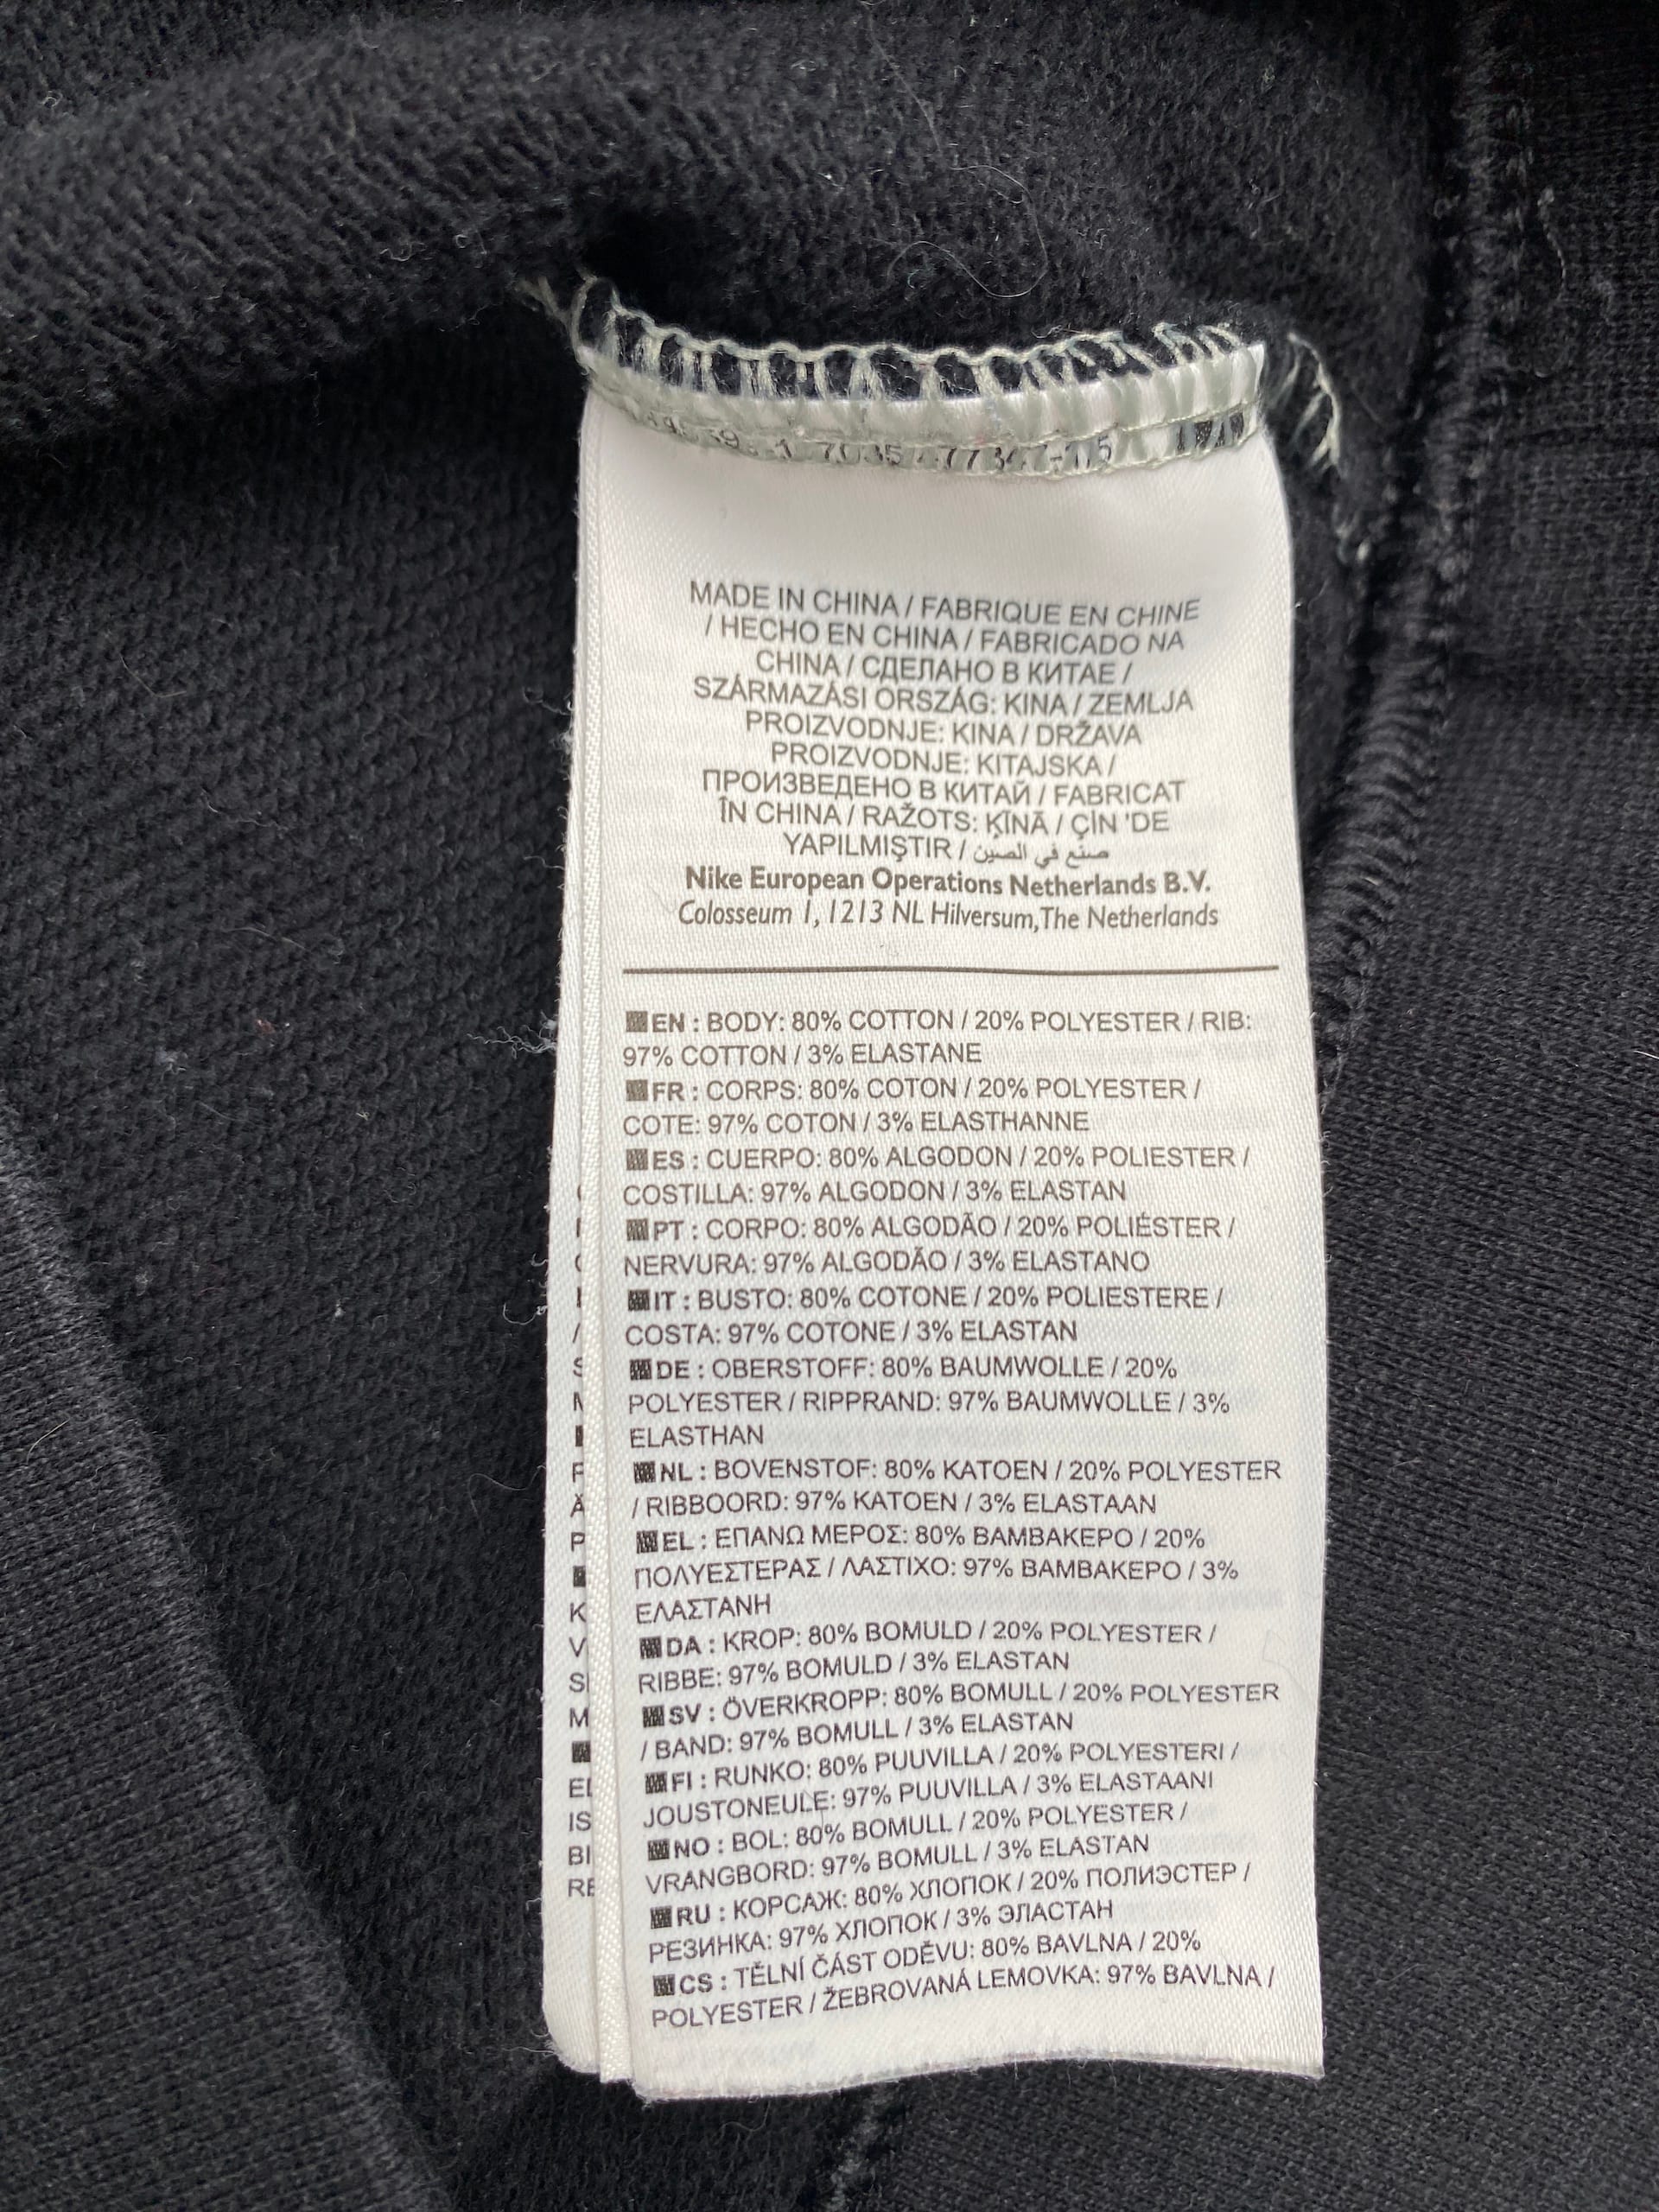 MADE IN CHINA / FABRIQUE EN CHINE
/ HECHO EN CHINA / FABRICADO NA
CHINA / СДЕЛАНО В КИТАЕ /
SZÁRMAZÁSI ORSZÁG: KINA / ZEMLJA
PROIZVODNJE: KINA / DRŽAVA
PROIZVODNJE: KITAJSKA /
ПРОИЗВЕДЕНО В КИТАЙ / FABRICAT
ÎN CHINA / RAŽOTS: ĶĪNĀ / ÇİN 'DE
YAPILMIŞTIR / صنع في الصين
Nike European Operations Netherlands B.V.
Colosseum 1, 1213 NL Hilversum, The Netherlands
EN : BODY: 80% COTTON / 20% POLYESTER / RIB:
97% COTTON / 3% ELASTANE
FR : CORPS: 80% COTON / 20% POLYESTER /
COTE: 97% COTON / 3% ELASTHANNE
ES : CUERPO: 80% ALGODON / 20% POLIESTER /
COSTILLA: 97% ALGODON / 3% ELASTAN
PT : CORPO: 80% ALGODÃO / 20% POLIÉSTER /
NERVURA: 97% ALGODÃO / 3% ELASTANO
IT : BUSTO: 80% COTONE / 20% POLIESTERE /
COSTA: 97% COTONE / 3% ELASTAN
DE : OBERSTOFF: 80% BAUMWOLLE / 20%
POLYESTER / RIPPRAND: 97% BAUMWOLLE / 3%
ELASTHAN
NL : BOVENSTOF: 80% KATOEN / 20% POLYESTER
/ RIBBOORD: 97% KATOEN / 3% ELASTAAN
EL : ΕΠΑΝΩ ΜΕΡΟΣ: 80% ΒΑΜΒΑΚΕΡΟ / 20%
ΠΟΛΥΕΣΤΕΡΑΣ / ΛΑΣΤΙΧΟ: 97% ΒΑΜΒΑΚΕΡΟ / 3%
ΕΛΑΣΤΑΝΗ
DA : KROP: 80% BOMULD / 20% POLYESTER /
RIBBE: 97% BOMULD / 3% ELASTAN
SV : ÖVERKROPP: 80% BOMULL / 20% POLYESTER
/ BAND: 97% BOMULL / 3% ELASTAN
FI : RUNKO: 80% PUUVILLA / 20% POLYESTERI /
JOUSTONEULE: 97% PUUVILLA / 3% ELASTAANI
NO : BOL: 80% BOMULL / 20% POLYESTER /
VRANGBORD: 97% BOMULL / 3% ELASTAN
RU : КОРСАЖ: 80% ХЛОПОК / 20% ПОЛИЭСТЕР /
РЕЗИНКА: 97% ХЛОПОК / 3% ЭЛАСТАН
CS : TĚLNÍ ČÁST ODĚVU: 80% BAVLNA / 20%
POLYESTER / ŽEBROVANÁ LEMOVKA: 97% BAVLNA /